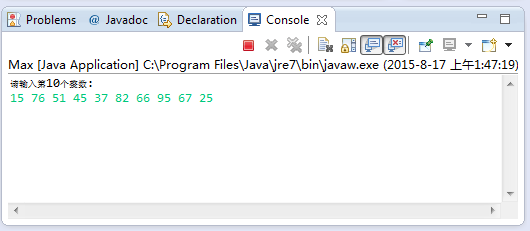 Problems @ Javadoc Declaration Console
Max [Java Application] C:\Program Files\Java\jre7\bin\javaw.exe (2015-8-17 上午1:47:19)
请输入第10个整数:
15 76 51 45 37 82 66 95 67 25